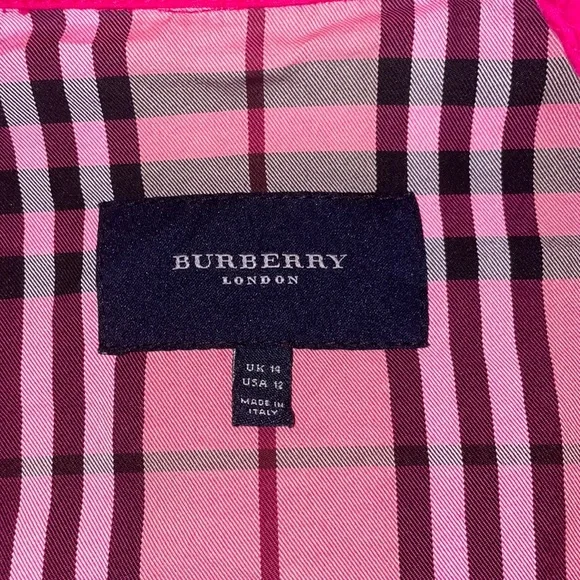 BURBERRY
LONDON
UK 14
USA 12
MADE IN
ITALY